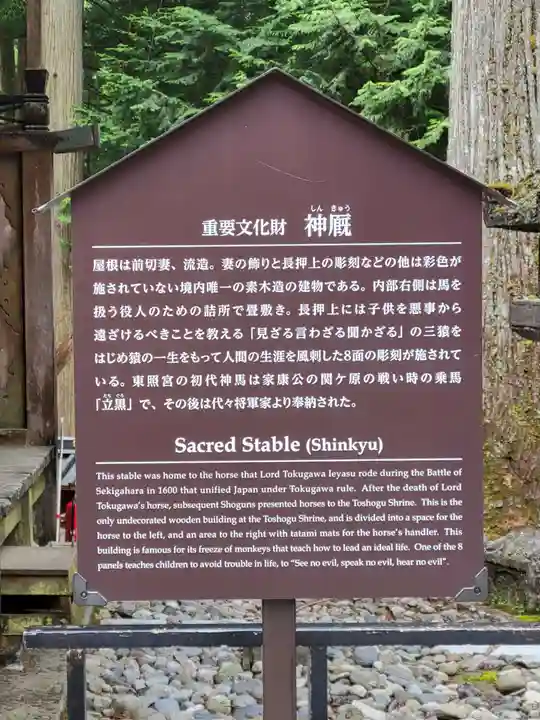 しん きゅう
重要文化財 神厩
屋根は前切妻、流造。妻の飾りと長押上の彫刻などの他は彩色が
施されていない境内唯一の素木造の建物である。内部右側は馬を
扱う役人のための詰所で畳敷き。長押上には子供を悪事から
遠ざけるべきことを教える「見ざる言わざる聞かざる」の三猿を
はじめ猿の一生をもって人間の生涯を風刺した8面の彫刻が施されて
いる。東照宮の初代神馬は家康公の関ケ原の戦い時の乗馬
たち ぐろ
「立黒」で、その後は代々将軍家より奉納された。
Sacred Stable (Shinkyu)
This stable was home to the horse that Lord Tokugawa Ieyasu rode during the Battle of
Sekigahara in 1600 that unified Japan under Tokugawa rule. After the death of Lord
Tokugawa's horse, subsequent Shoguns presented horses to the Toshogu Shrine. This is the
only undecorated wooden building at the Toshogu Shrine, and is divided into a space for the
horse to the left, and an area to the right with tatami mats for the horse's handler. This
building is famous for its freeze of monkeys that teach how to lead an ideal life. One of the 8
panels teaches children to avoid trouble in life, to "See no evil, speak no evil, hear no evil".